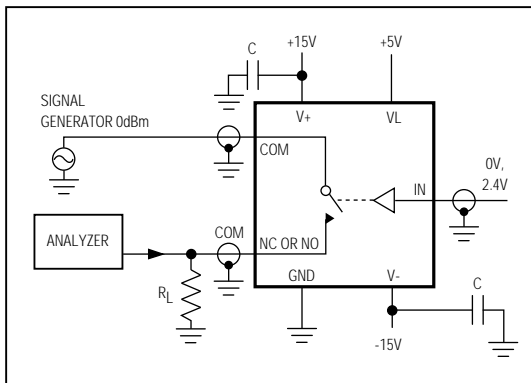 C
+15V
+5V
SIGNAL
GENERATOR 0dBm
V+
VL
COM
IN
0V,
2.4V
ANALYZER
COM
NC OR NO
RL
GND
V-
C
-15V